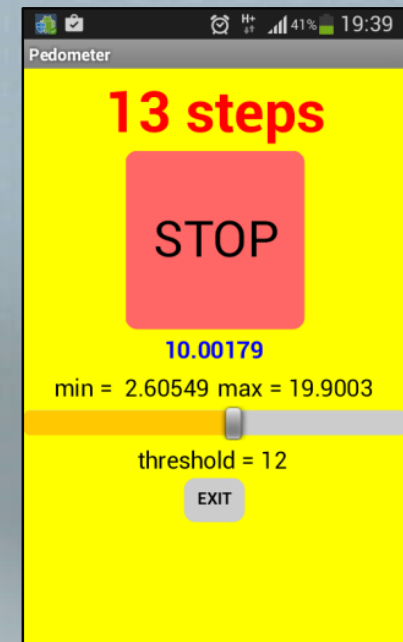 H+ 41% 19:39
Pedometer
13 steps
STOP
10.00179
min = 2.60549 max = 19.9003
threshold = 12
EXIT